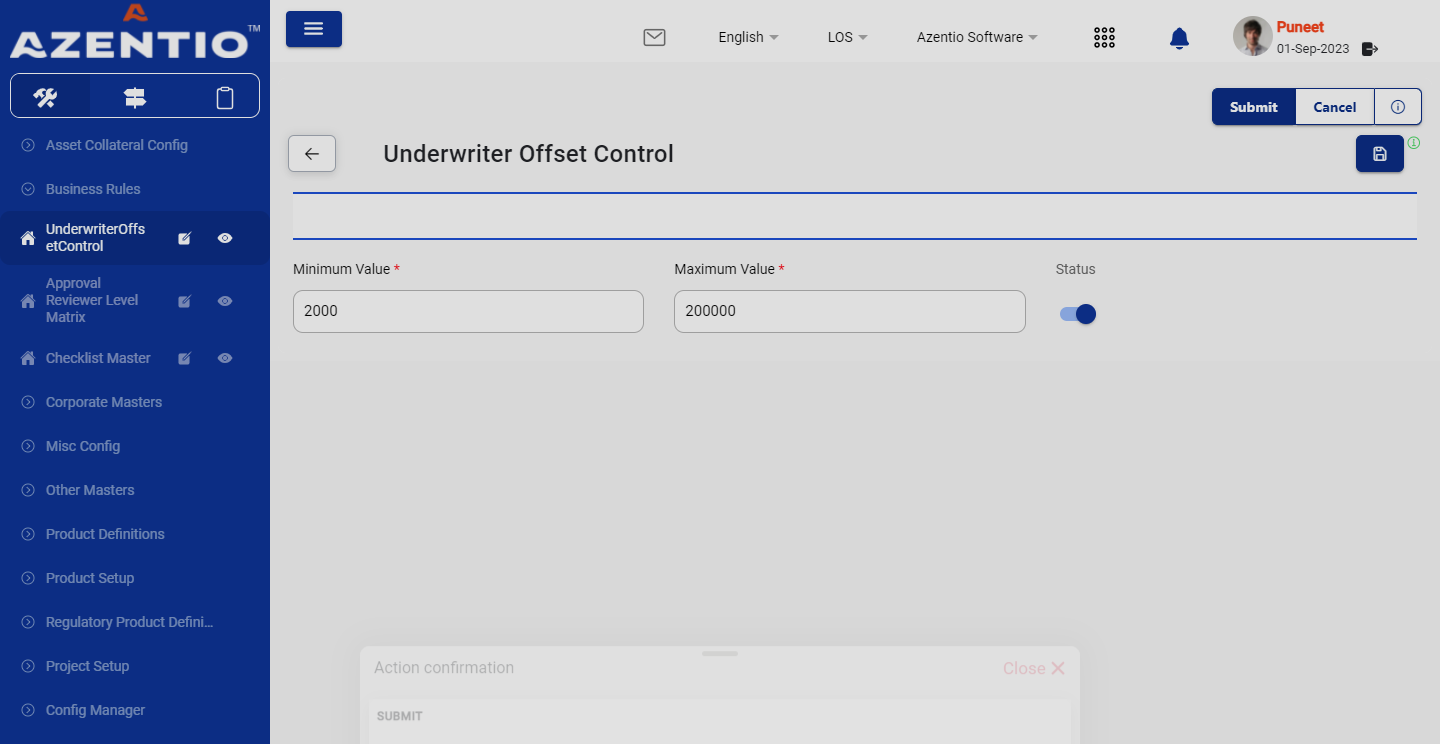 AZENTIO™
English
LOS
Azentio Software
Puneet
01-Sep-2023
Submit
Cancel
Underwriter Offset Control
Asset Collateral Config
Business Rules
UnderwriterOffs
etControl
Approval
Reviewer Level
Matrix
Checklist Master
Corporate Masters
Misc Config
Other Masters
Product Definitions
Product Setup
Regulatory Product Defini...
Project Setup
Config Manager
Minimum Value *
Maximum Value *
Status
2000
200000
Action confirmation
Close
SUBMIT